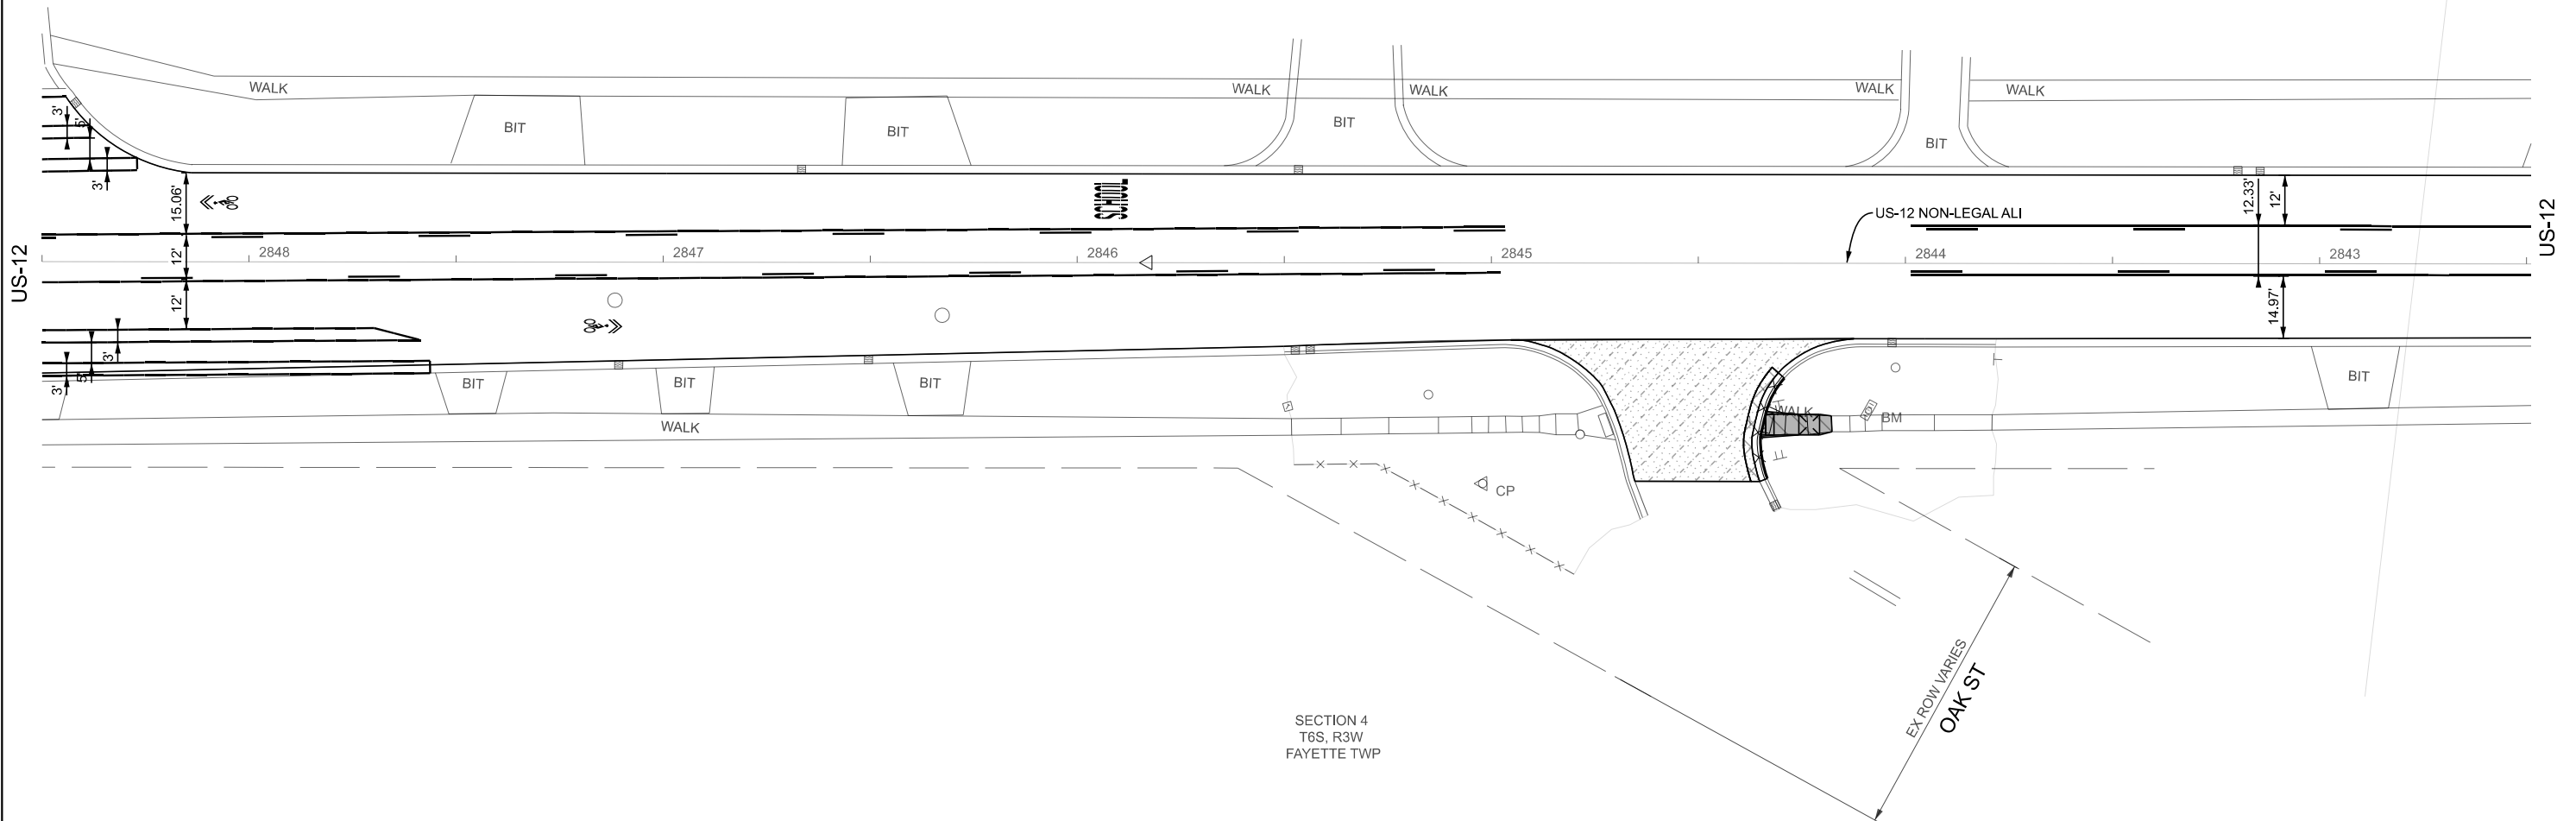 WALK
WALK
WALK
WALK
WALK
BIT
BIT
BIT
BIT
3'
5'
3'
15.06'
SCHOOL
12.33'
12'
US-12 NON-LEGAL ALI
US-12
US-12
12'
2848
2847
2846
2845
2844
2843
12'
14.97'
3'
5'
3'
BIT
BIT
BIT
BIT
WALK
WALK
BM
CP
EX ROW VARIES
OAK ST
SECTION 4
T6S, R3W
FAYETTE TWP